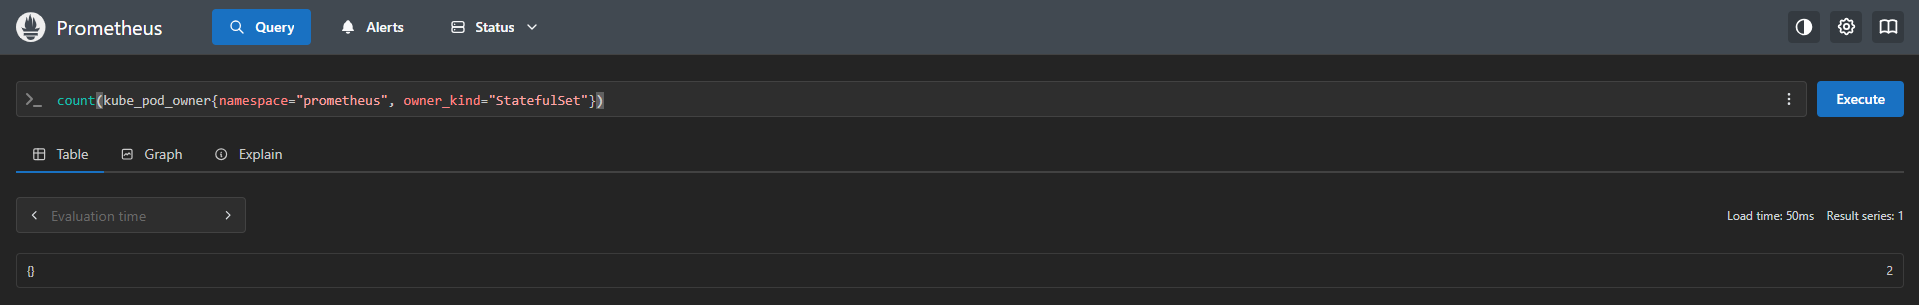 Prometheus Query Alerts Status
>_ count(kube_pod_owner{namespace="prometheus", owner_kind="StatefulSet"}) Execute
Table Graph Explain
Evaluation time Load time: 50ms Result series: 1
{} 2